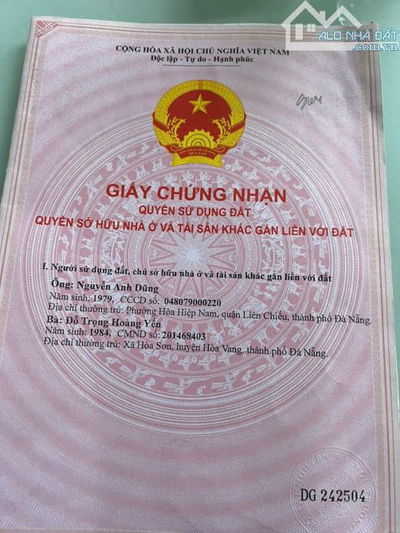 ALO NHÀ ĐẤT
.com.vn
CỘNG HÒA XÃ HỘI CHỦ NGHĨA VIỆT NAM
Độc lập - Tự do - Hạnh phúc
GIẤY CHỨNG NHẬN
QUYỀN SỬ DỤNG ĐẤT
QUYỀN SỞ HỮU NHÀ Ở VÀ TÀI SẢN KHÁC GẮN LIỀN VỚI ĐẤT
I. Người sử dụng đất, chủ sở hữu nhà ở và tài sản khác gắn liền với đất
Ông: Nguyễn Anh Dũng
Năm sinh: 1979, CCCD số: 048079000220
Địa chỉ thường trú: Phường Hòa Hiệp Nam, quận Liên Chiểu, thành phố Đà Nẵng.
Bà: Đỗ Trọng Hoàng Yến
Năm sinh: 1984, CMND số: 201468403
Địa chỉ thường trú: Xã Hòa Sơn, huyện Hòa Vang, thành phố Đà Nẵng.
DG 242504